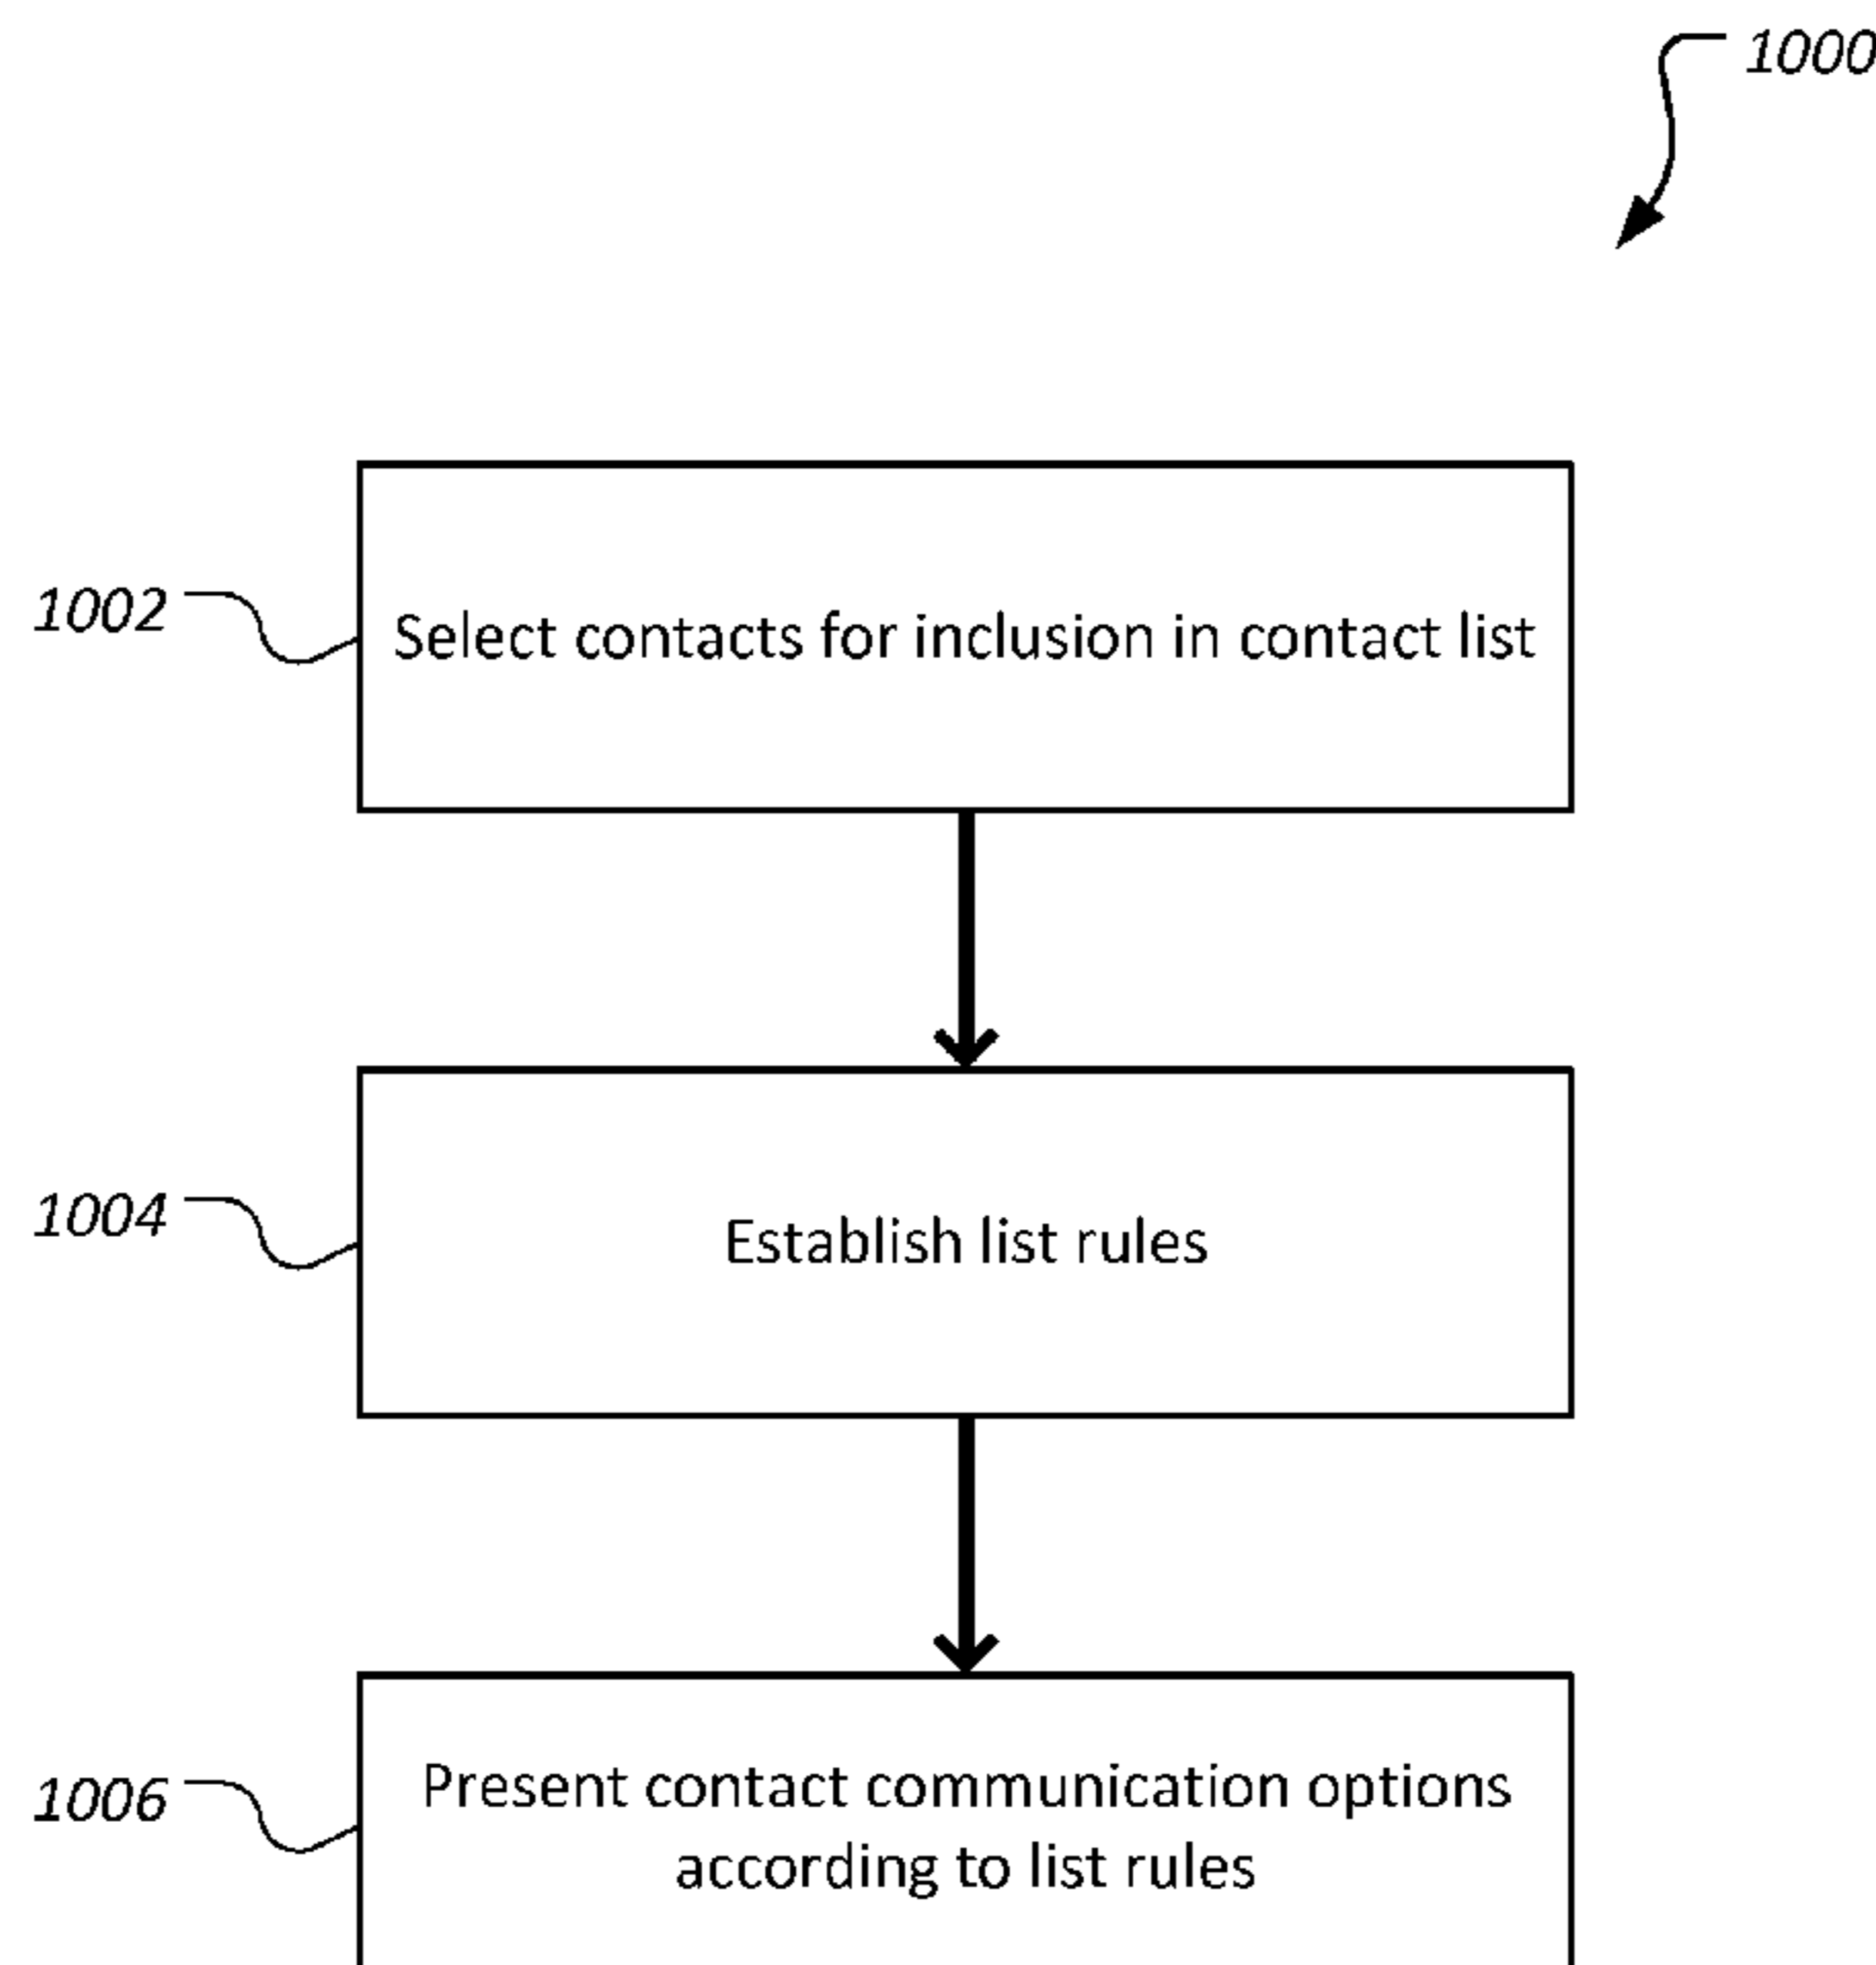 1000
1002
Select contacts for inclusion in contact list
1004
Establish list rules
1006
Present contact communication options
according to list rules